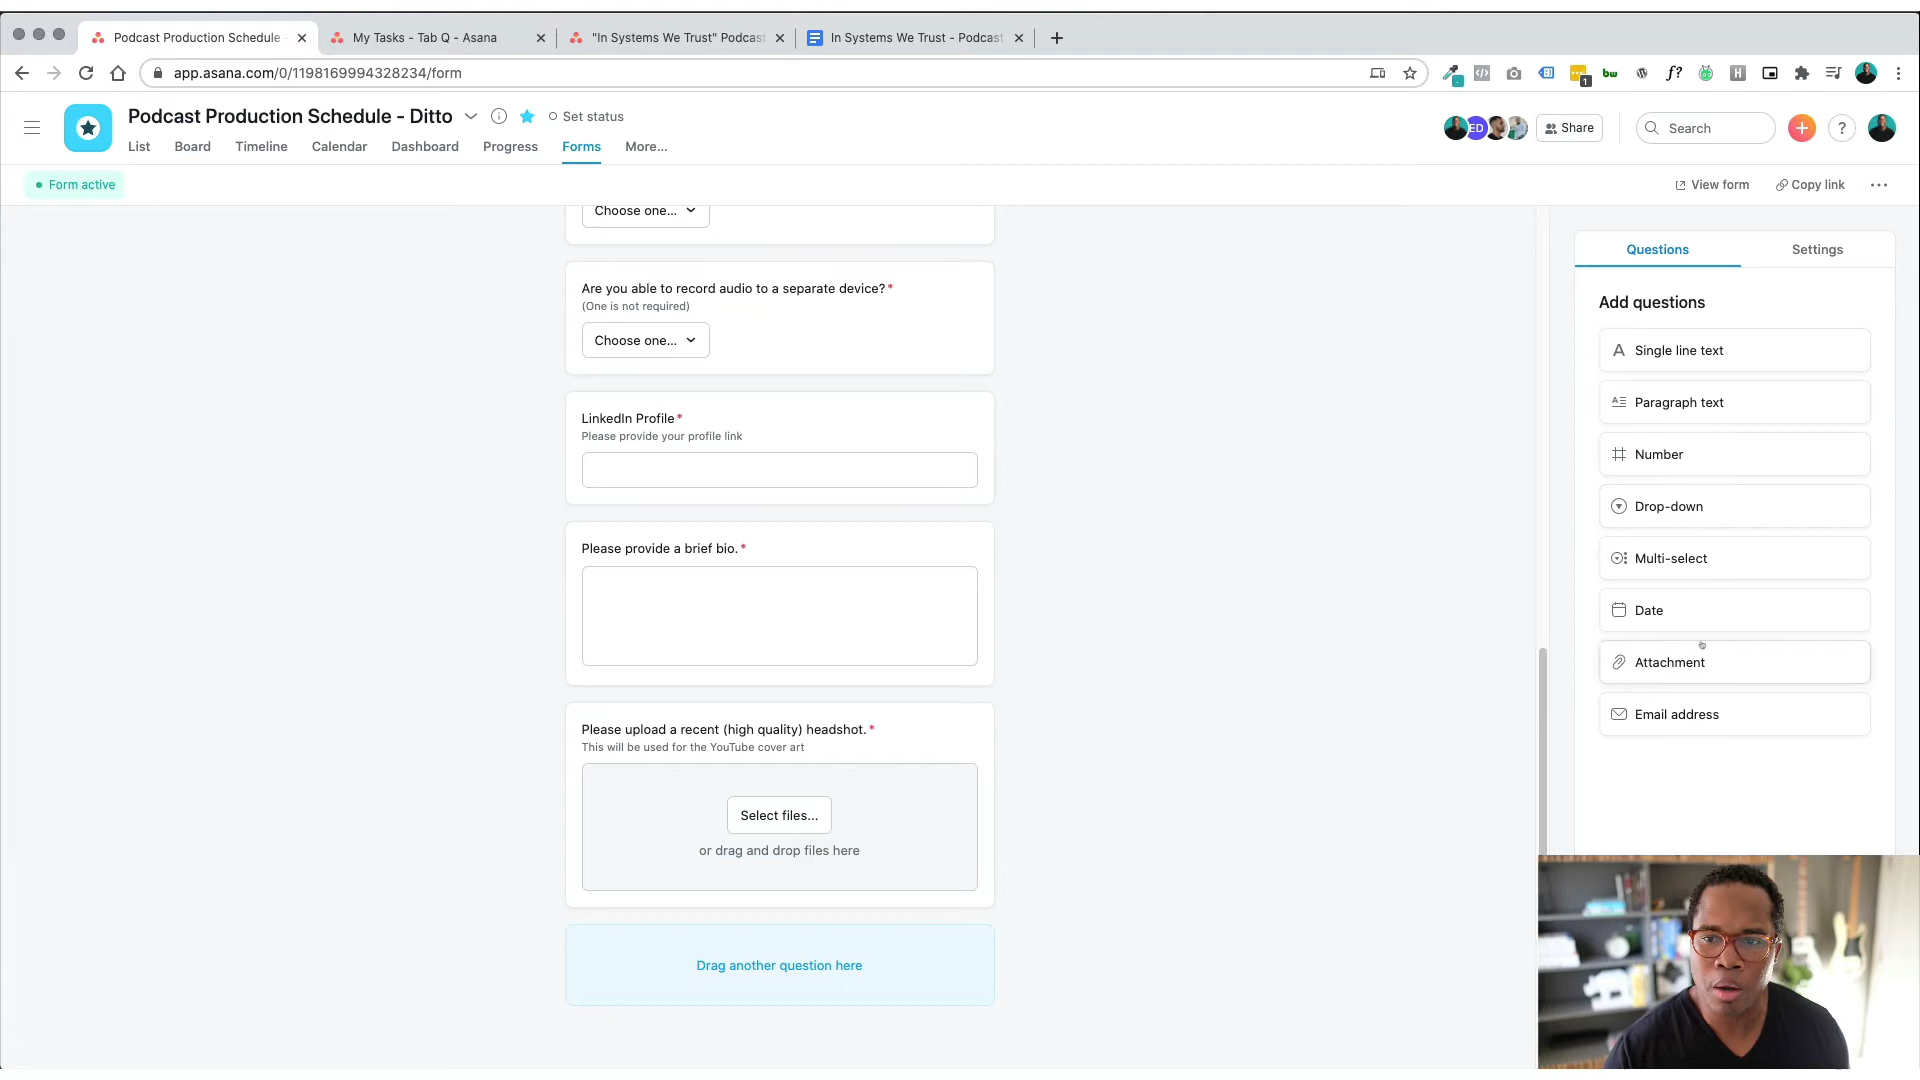 Podcast Production Schedule -
My Tasks - Tab Q - Asana
"In Systems We Trust" Podcast
In Systems We Trust - Podcast
app.asana.com/0/1198169994328234/form
1
bw
f?
H
Podcast Production Schedule - Ditto
Set status
ED
Share
Search
?
List
Board
Timeline
Calendar
Dashboard
Progress
Forms
More...
Form active
View form
Copy link
Choose one...
Are you able to record audio to a separate device?*
(One is not required)
Choose one...
LinkedIn Profile*
Please provide your profile link
Please provide a brief bio.*
Please upload a recent (high quality) headshot.*
This will be used for the YouTube cover art
Select files...
or drag and drop files here
Drag another question here
Questions
Settings
Add questions
Single line text
Paragraph text
Number
Drop-down
Multi-select
Date
Attachment
Email address